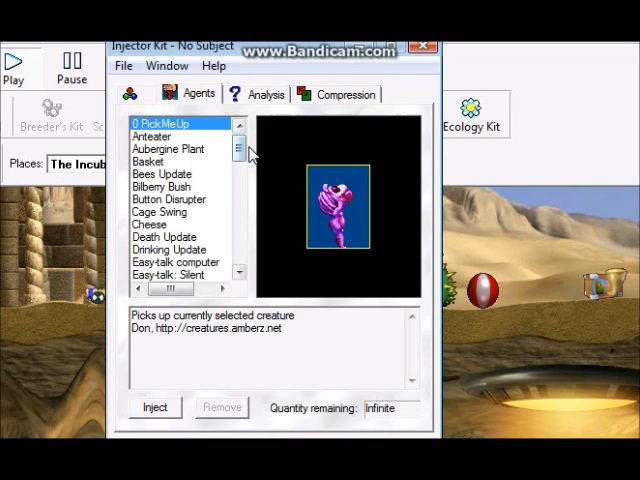 Injector Kit - No Subject
www.Bandicam.com
File Window Help
Play
Pause
Agents
Analysis
Compression
Breeder's Kit
Ecology Kit
Places: The Incub
0 PickMeUp
Anteater
Aubergine Plant
Basket
Bees Update
Bilberry Bush
Button Disrupter
Cage Swing
Cheese
Death Update
Drinking Update
Easy-talk computer
Easy-talk: Silent
Picks up currently selected creature
Don, http://creatures.amberz.net
Inject
Remove
Quantity remaining: Infinite